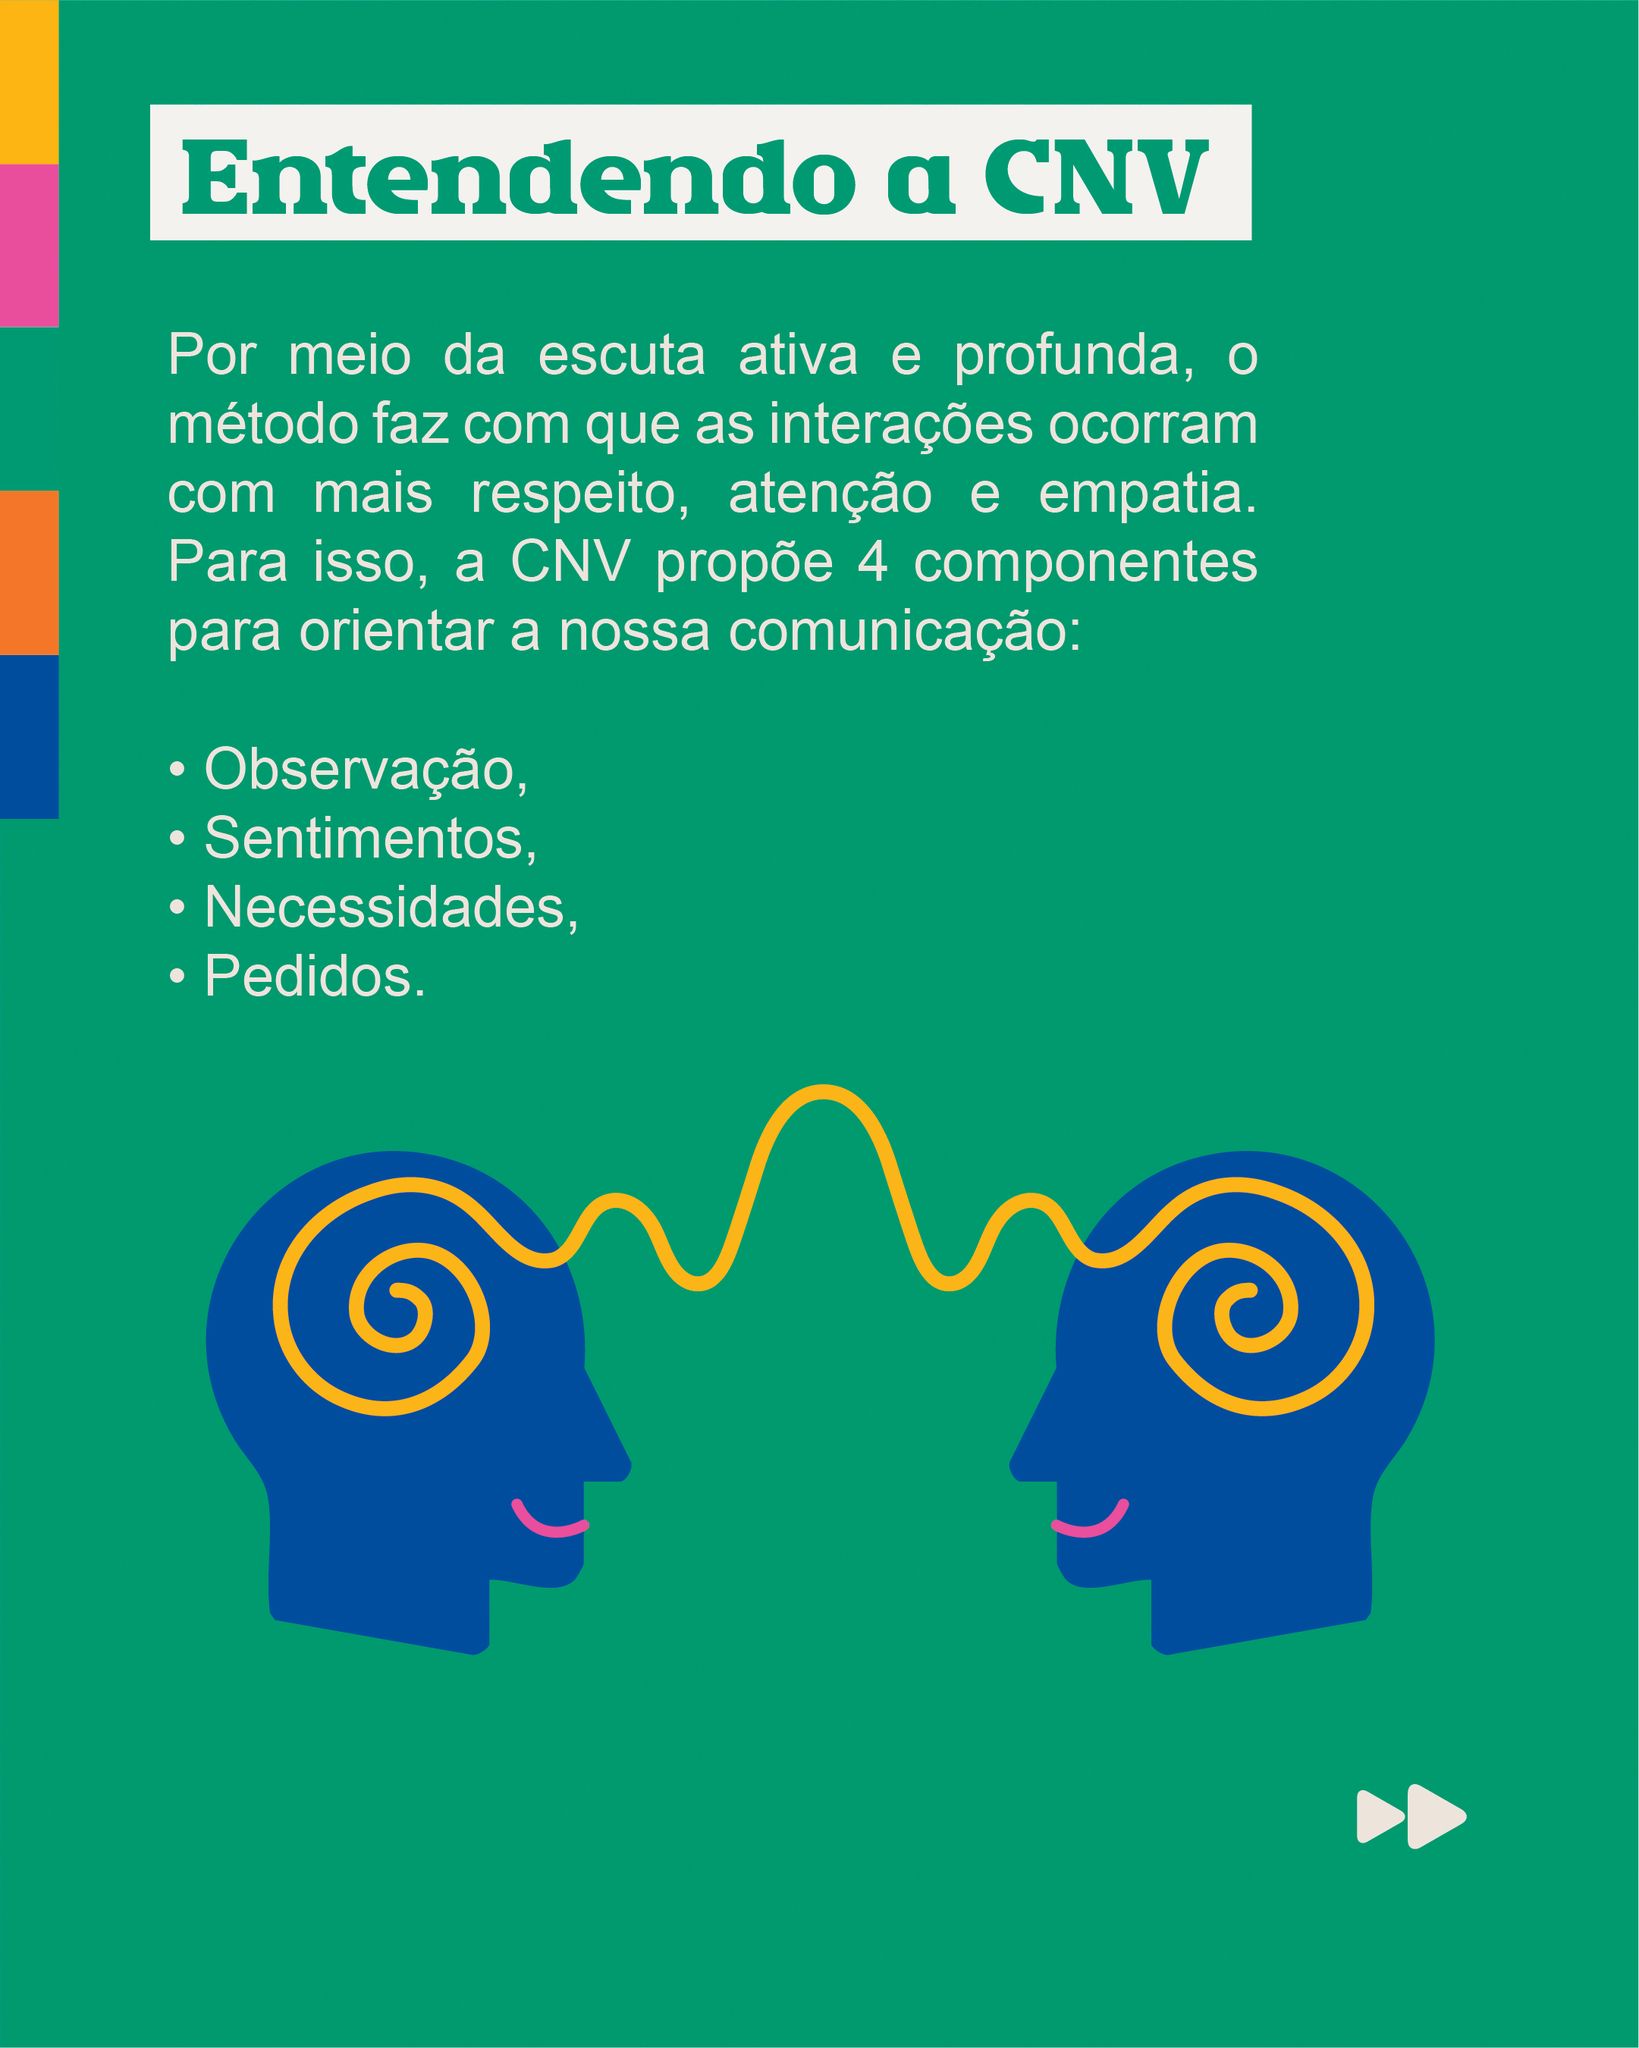 Entendendo a CNV
Por meio da escuta ativa e profunda, o
método faz com que as interações ocorram
com mais respeito, atenção e empatia.
Para isso, a CNV propõe 4 componentes
para orientar a nossa comunicação:
• Observação,
• Sentimentos,
• Necessidades,
• Pedidos.